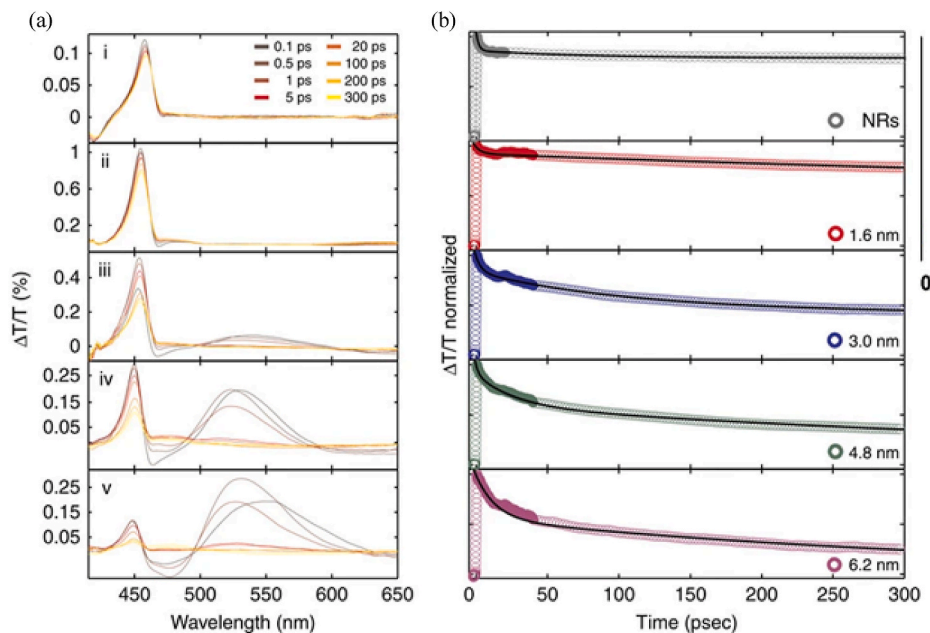 (a)
(b)
i
0.1 ps 20 ps
0.5 ps 100 ps
1 ps 200 ps
5 ps 300 ps
0.1
0.05
0
ii
1
0.6
0.2
iii
0.4
0.2
0
iv
0.25
0.15
0.05
v
0.25
0.15
0.05
ΔT/T (%)
450 500 550 600 650
Wavelength (nm)
NRs
1.6 nm
3.0 nm
4.8 nm
6.2 nm
ΔT/T normalized
0 50 100 150 200 250 300
Time (psec)
0